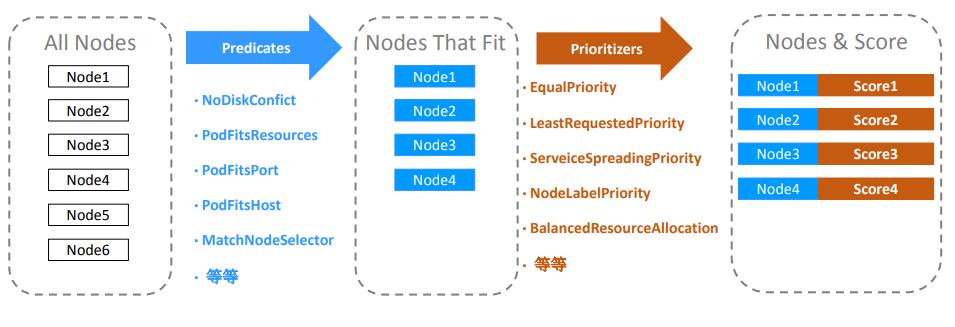 All Nodes
Node1
Node2
Node3
Node4
Node5
Node6
Predicates
· NoDiskConfict
· PodFitsResources
· PodFitsPort
· PodFitsHost
· MatchNodeSelector
· 等等
Nodes That Fit
Node1
Node2
Node3
Node4
Prioritizers
· EqualPriority
· LeastRequestedPriority
· ServeiceSpreadingPriority
· NodeLabelPriority
· BalancedResourceAllocation
· 等等
Nodes & Score
Node1 Score1
Node2 Score2
Node3 Score3
Node4 Score4